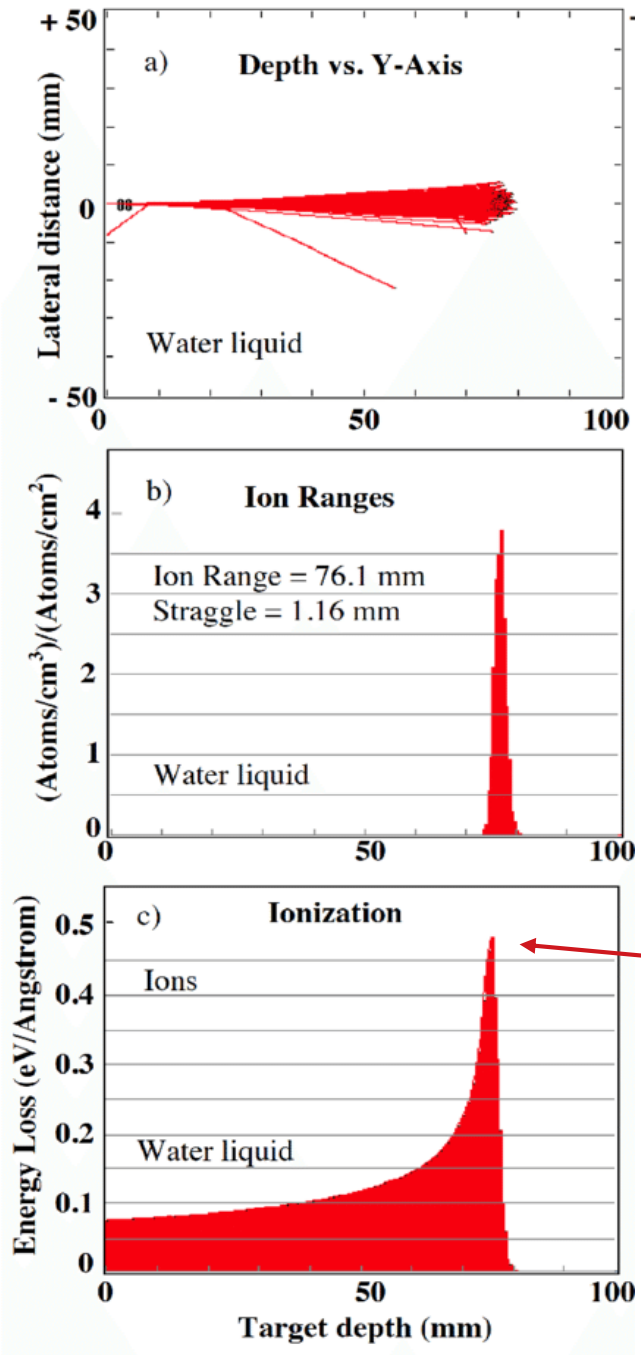 + 50
a) Depth vs. Y-Axis
Lateral distance (mm)
0
Water liquid
- 50
0 50 100
b) Ion Ranges
(Atoms/cm³)/(Atoms/cm²)
4
Ion Range = 76.1 mm
3
Straggle = 1.16 mm
2
1
Water liquid
0
0 50 100
c) Ionization
Energy Loss (eV/Angstrom)
0.5
Ions
0.4
0.3
0.2
Water liquid
0.1
0
0 50 100
Target depth (mm)